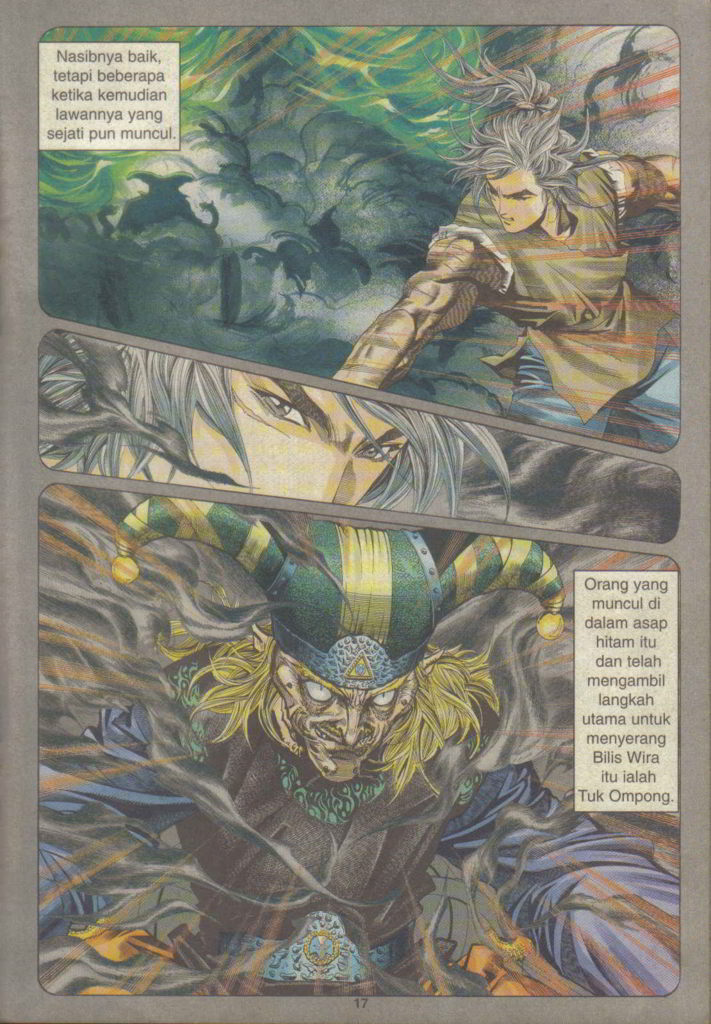 Nasibnya baik,
tetapi beberapa
ketika kemudian
lawannya yang
sejati pun muncul.
Orang yang
muncul di
dalam asap
hitam itu
dan telah
mengambil
langkah
utama untuk
menyerang
Bilis Wira
itu ialah
Tuk Ompong.
17